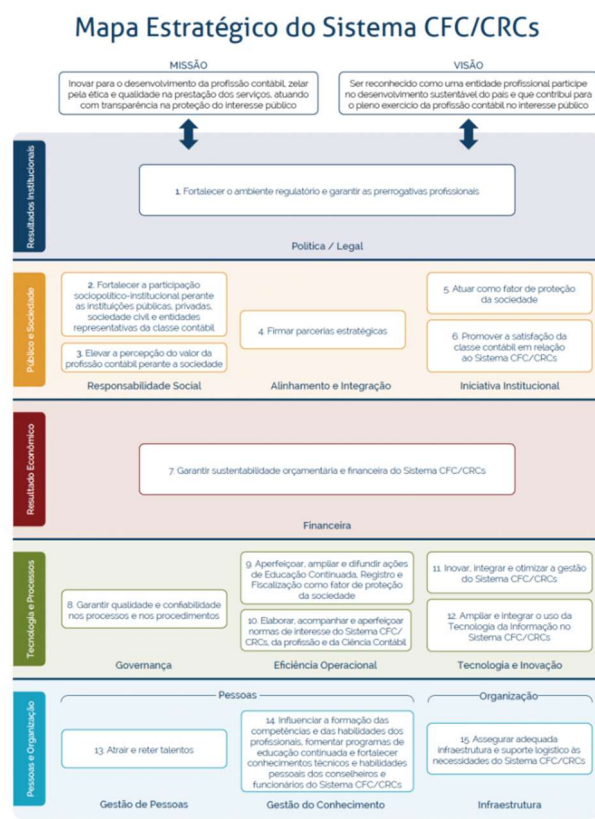 Mapa Estratégico do Sistema CFC/CRCs
MISSÃO
Inovar para o desenvolvimento da profissão contábil, zelar
pela ética e qualidade na prestação dos serviços, atuando
com transparência na proteção do interesse público
VISÃO
Ser reconhecido como uma entidade profissional partícipe
no desenvolvimento sustentável do país e que contribui para
o pleno exercício da profissão contábil no interesse público
Resultados Institucionais
1. Fortalecer o ambiente regulatório e garantir as prerrogativas profissionais
Política / Legal
Público e Sociedade
2. Fortalecer a participação
sociopolítico-institucional perante
as instituições públicas, privadas,
sociedade civil e entidades
representativas da classe contábil
3. Elevar a percepção do valor da
profissão contábil perante a sociedade
Responsabilidade Social
4. Firmar parcerias estratégicas
Alinhamento e Integração
5. Atuar como fator de proteção
da sociedade
6. Promover a satisfação da
classe contábil em relação
ao Sistema CFC/CRCs
Iniciativa Institucional
Resultado Econômico
7. Garantir sustentabilidade orçamentária e financeira do Sistema CFC/CRCs
Financeira
Tecnologia e Processos
8. Garantir qualidade e confiabilidade
nos processos e nos procedimentos
Governança
9. Aperfeiçoar, ampliar e difundir ações
de Educação Continuada, Registro e
Fiscalização como fator de proteção
da sociedade
10. Elaborar, acompanhar e aperfeiçoar
normas de interesse do Sistema CFC/
CRCs, da profissão e da Ciência Contábil
Eficiência Operacional
11. Inovar, integrar e otimizar a gestão
do Sistema CFC/CRCs
12. Ampliar e integrar o uso da
Tecnologia da Informação no
Sistema CFC/CRCs
Tecnologia e Inovação
Pessoas e Organização
Pessoas
Organização
13. Atrair e reter talentos
Gestão de Pessoas
14. Influenciar a formação das
competências e das habilidades dos
profissionais, fomentar programas de
educação continuada e fortalecer
conhecimentos técnicos e habilidades
pessoais dos conselheiros e
funcionários do Sistema CFC/CRCs
Gestão do Conhecimento
15. Assegurar adequada
infraestrutura e suporte logístico às
necessidades do Sistema CFC/CRCs
Infraestrutura